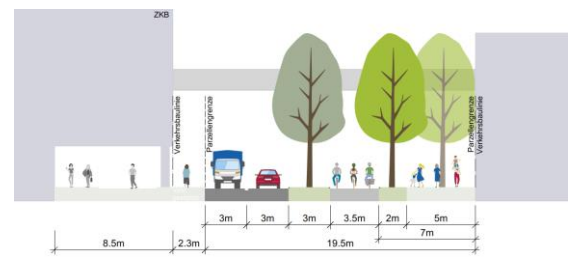 ZKB
Verkehrsbaulinie
Parzellengrenze
Parzellengrenze
Verkehrsbaulinie
3m 3m 3m 3.5m 2m 5m
7m
8.5m 2.3m 19.5m